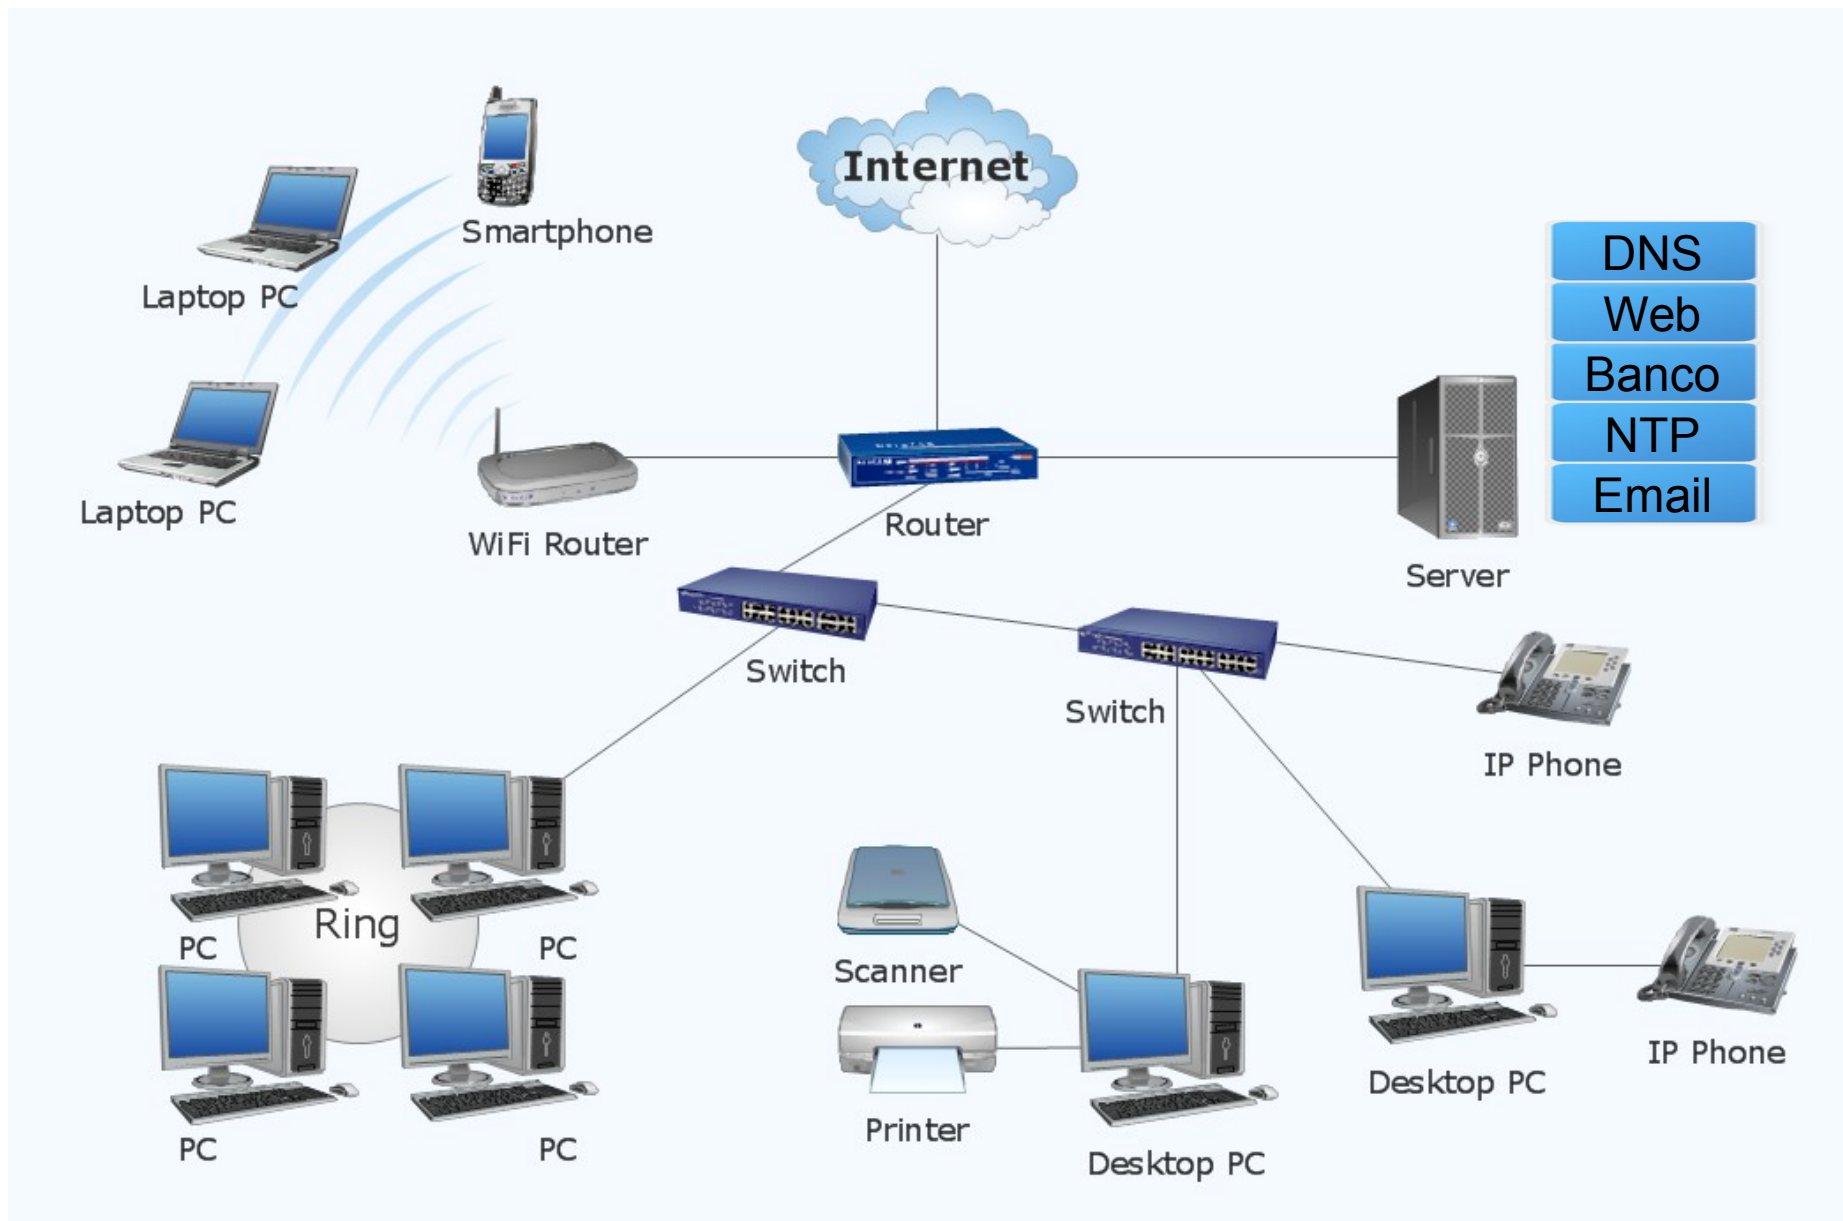 Internet
Smartphone
Laptop PC
Laptop PC
WiFi Router
Router
DNS
Web
Banco
NTP
Email
Server
Switch
Switch
IP Phone
Ring
PC
PC
PC
PC
Scanner
Printer
Desktop PC
Desktop PC
IP Phone